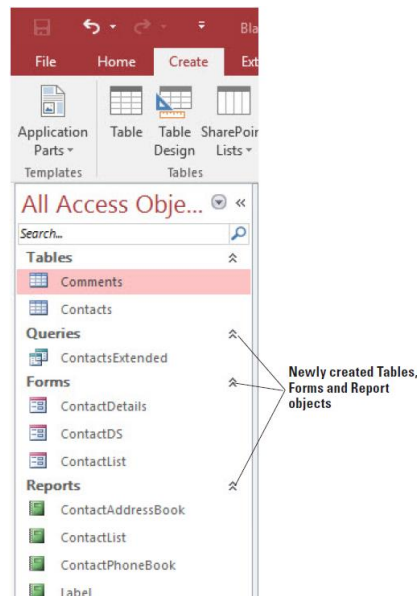 Bla
File Home Create Ext
Application Parts
Table
Table Design
SharePoin Lists
Templates
Tables
All Access Obje...
Search...
Tables
Comments
Contacts
Queries
ContactsExtended
Forms
ContactDetails
ContactDS
ContactList
Reports
ContactAddressBook
ContactList
ContactPhoneBook
Label
Newly created Tables,
Forms and Report
objects